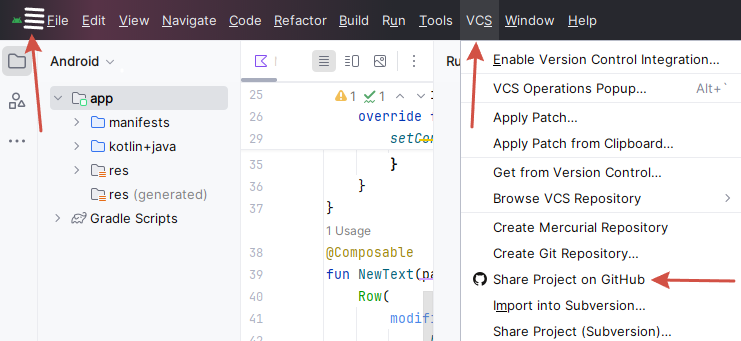 File Edit View Navigate Code Refactor Build Run Tools VCS Window Help
Android
app
manifests
kotlin+java
res
res (generated)
Gradle Scripts
1 1
25
26 override
29 setCon
35 }
36 }
37 }
1 Usage
38 @Composable
39 fun NewText(pa
40 Row(
41 modifi
42
Ru
Enable Version Control Integration...
VCS Operations Popup... Alt+`
Apply Patch...
Apply Patch from Clipboard...
Get from Version Control...
Browse VCS Repository
Create Mercurial Repository
Create Git Repository...
Share Project on GitHub
Import into Subversion...
Share Project (Subversion)...